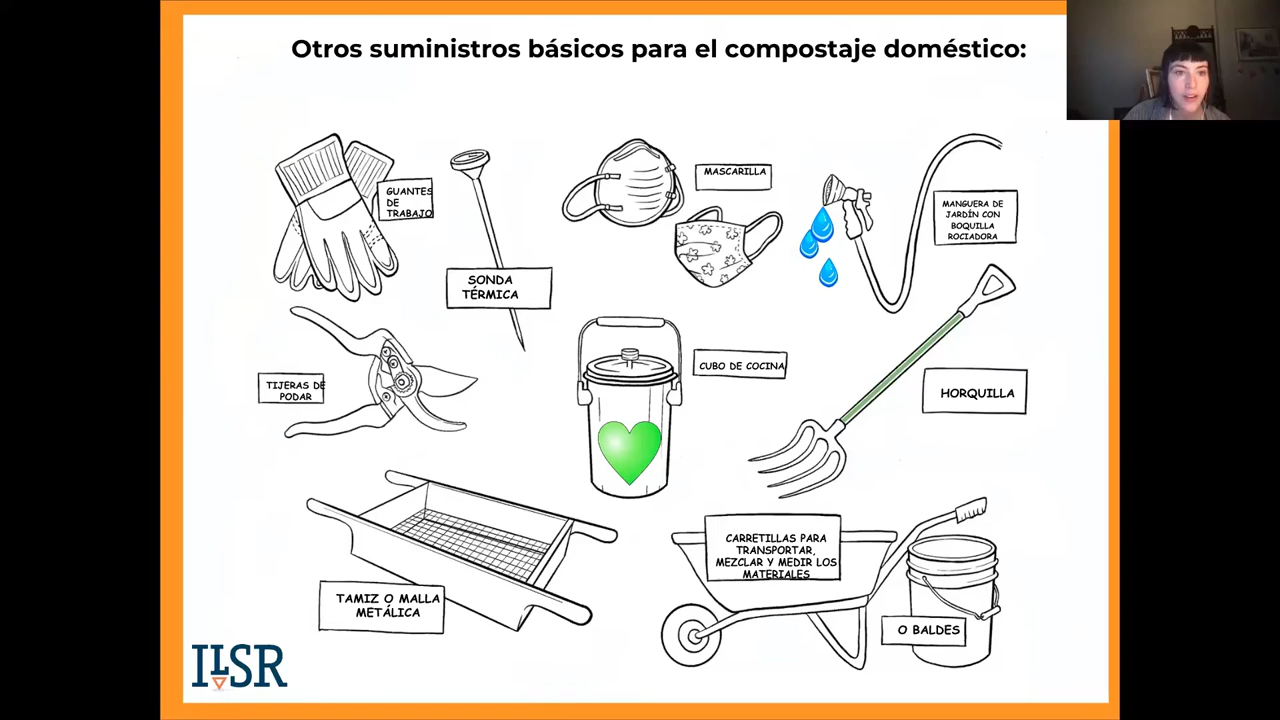 Otros suministros básicos para el compostaje doméstico:
GUANTES
DE
TRABAJO
SONDA
TÉRMICA
MASCARILLA
MANGUERA DE
JARDÍN CON
BOQUILLA
ROCIADORA
TIJERAS DE
PODAR
CUBO DE COCINA
HORQUILLA
TAMIZ O MALLA
METÁLICA
CARRETILLAS PARA
TRANSPORTAR,
MEZCLAR Y MEDIR LOS
MATERIALES
O BALDES
ILSR